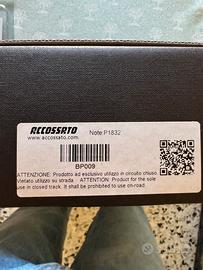 ACCOSSATO
www.accossato.com
Note P1832
BP009
ATTENZIONE: Prodotto ad esclusivo utilizzo in circuito chiuso
Vietato utilizzo su strada. ATTENTION: Product for the sole
use in closed track. It shall be prohibited to use on-road.